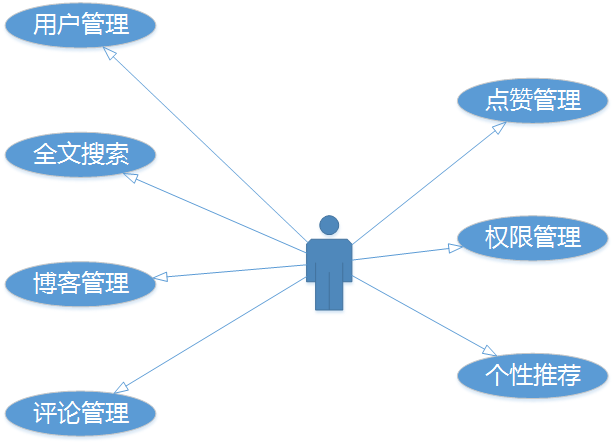 用户管理
全文搜索
博客管理
评论管理
点赞管理
权限管理
个性推荐